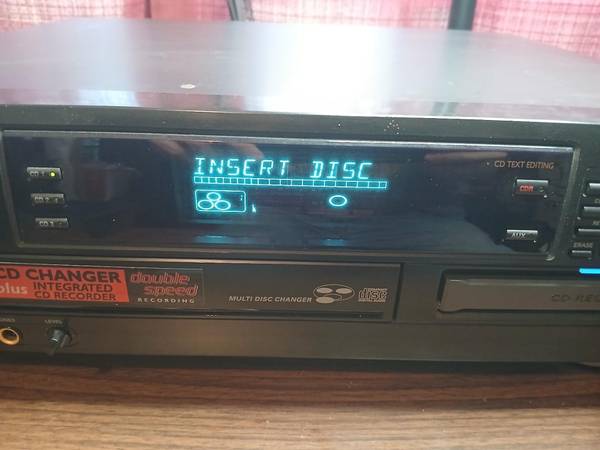 INSERT DISC
CD TEXT EDITING
CD 1
CDR
CD 2
CD 3
AUX
ERASE
CD CHANGER
plus INTEGRATED
CD RECORDER
double
speed
RECORDING
MULTI DISC CHANGER
disc
LEVEL